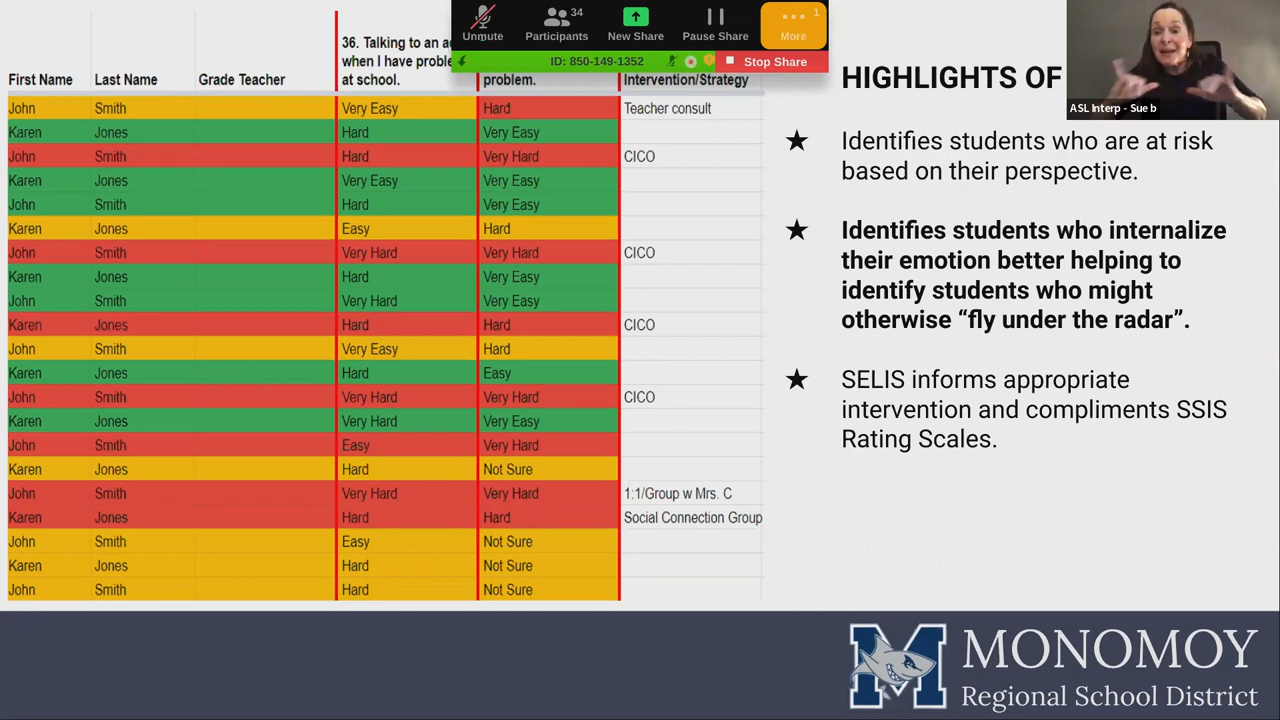 34
1
Unmute Participants New Share Pause Share More
ID: 850-149-1352 Stop Share
36. Talking to an
when I have
at school.
First Name Last Name Grade Teacher problem. Intervention/Strategy
John Smith Very Easy Hard Teacher consult
Karen Jones Hard Very Easy
John Smith Hard Very Hard CICO
Karen Jones Very Easy Very Easy
John Smith Hard Very Easy
Karen Jones Easy Hard
John Smith Very Hard Very Hard CICO
Karen Jones Hard Very Easy
John Smith Very Hard Very Easy
Karen Jones Hard Hard CICO
John Smith Very Easy Hard
Karen Jones Hard Easy
John Smith Very Hard Very Hard CICO
Karen Jones Very Hard Very Easy
John Smith Easy Very Hard
Karen Jones Hard Not Sure
John Smith Very Hard Very Hard 1:1/Group w Mrs. C
Karen Jones Hard Hard Social Connection Group
John Smith Easy Not Sure
Karen Jones Hard Not Sure
John Smith Hard Not Sure
HIGHLIGHTS OF
ASL Interp - Sue b
★ Identifies students who are at risk
based on their perspective.
★ Identifies students who internalize
their emotion better helping to
identify students who might
otherwise “fly under the radar”.
★ SELIS informs appropriate
intervention and compliments SSIS
Rating Scales.
M MONOMOY
Regional School District